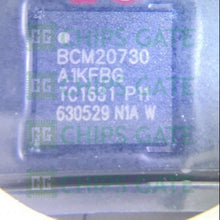 BCM20730
A1KFBG
TC1631 P11
630529 N1A W
CHIPS GATE